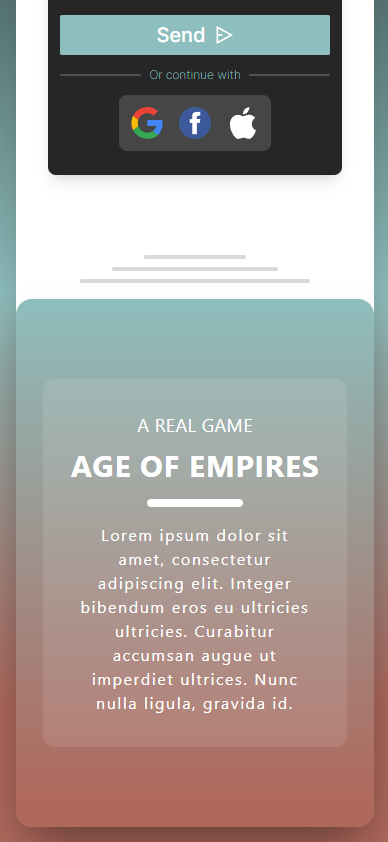 Send
Or continue with
A REAL GAME
AGE OF EMPIRES
Lorem ipsum dolor sit
amet, consectetur
adipiscing elit. Integer
bibendum eros eu ultricies
ultricies. Curabitur
accumsan augue ut
imperdiet ultrices. Nunc
nulla ligula, gravida id.